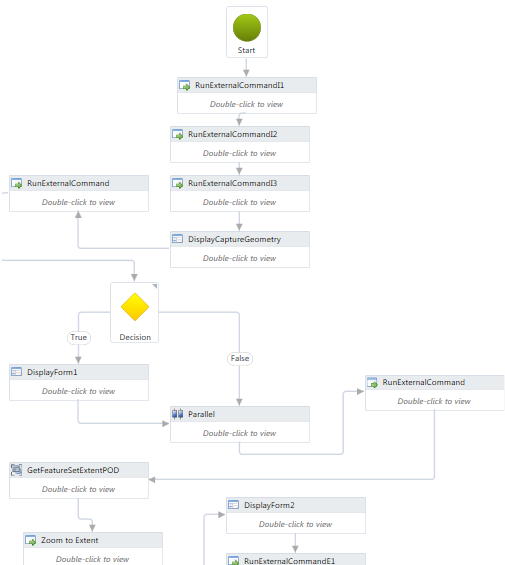 Start
RunExternalCommandI1
Double-click to view
RunExternalCommandI2
Double-click to view
RunExternalCommand
Double-click to view
RunExternalCommandI3
Double-click to view
DisplayCaptureGeometry
Double-click to view
Decision
True
False
DisplayForm1
Double-click to view
RunExternalCommand
Double-click to view
Parallel
Double-click to view
GetFeatureSetExtentPOD
Double-click to view
DisplayForm2
Double-click to view
Zoom to Extent
Double-click to view
RunExternalCommandE1